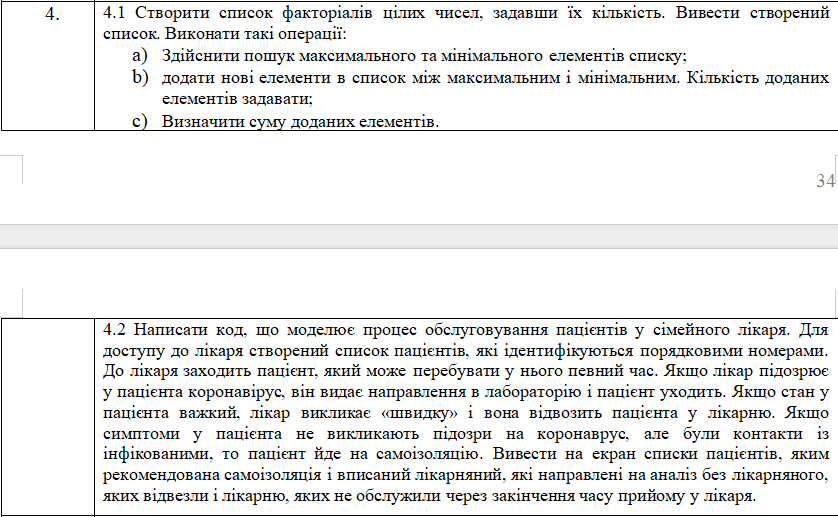 4.
4.1 Створити список факторіалів цілих чисел, задавши їх кількість. Вивести створений
список. Виконати такі операції:
a) Здійснити пошук максимального та мінімального елементів списку;
b) додати нові елементи в список між максимальним і мінімальним. Кількість доданих
елементів задавати;
c) Визначити суму доданих елементів.
34
4.2 Написати код, що моделює процес обслуговування пацієнтів у сімейного лікаря. Для
доступу до лікаря створений список пацієнтів, які ідентифікуються порядковими номерами.
До лікаря заходить пацієнт, який може перебувати у нього певний час. Якщо лікар підозрює
у пацієнта коронавірус, він видає направлення в лабораторію і пацієнт уходить. Якщо стан у
пацієнта важкий, лікар викликає «швидку» і вона відвозить пацієнта у лікарню. Якщо
симптоми у пацієнта не викликають підозри на коронаврус, але були контакти із
інфікованими, то пацієнт йде на самоізоляцію. Вивести на екран списки пацієнтів, яким
рекомендована самоізоляція і вписаний лікарняний, які направлені на аналіз без лікарняного,
яких відвезли і лікарню, яких не обслужили через закінчення часу прийому у лікаря.